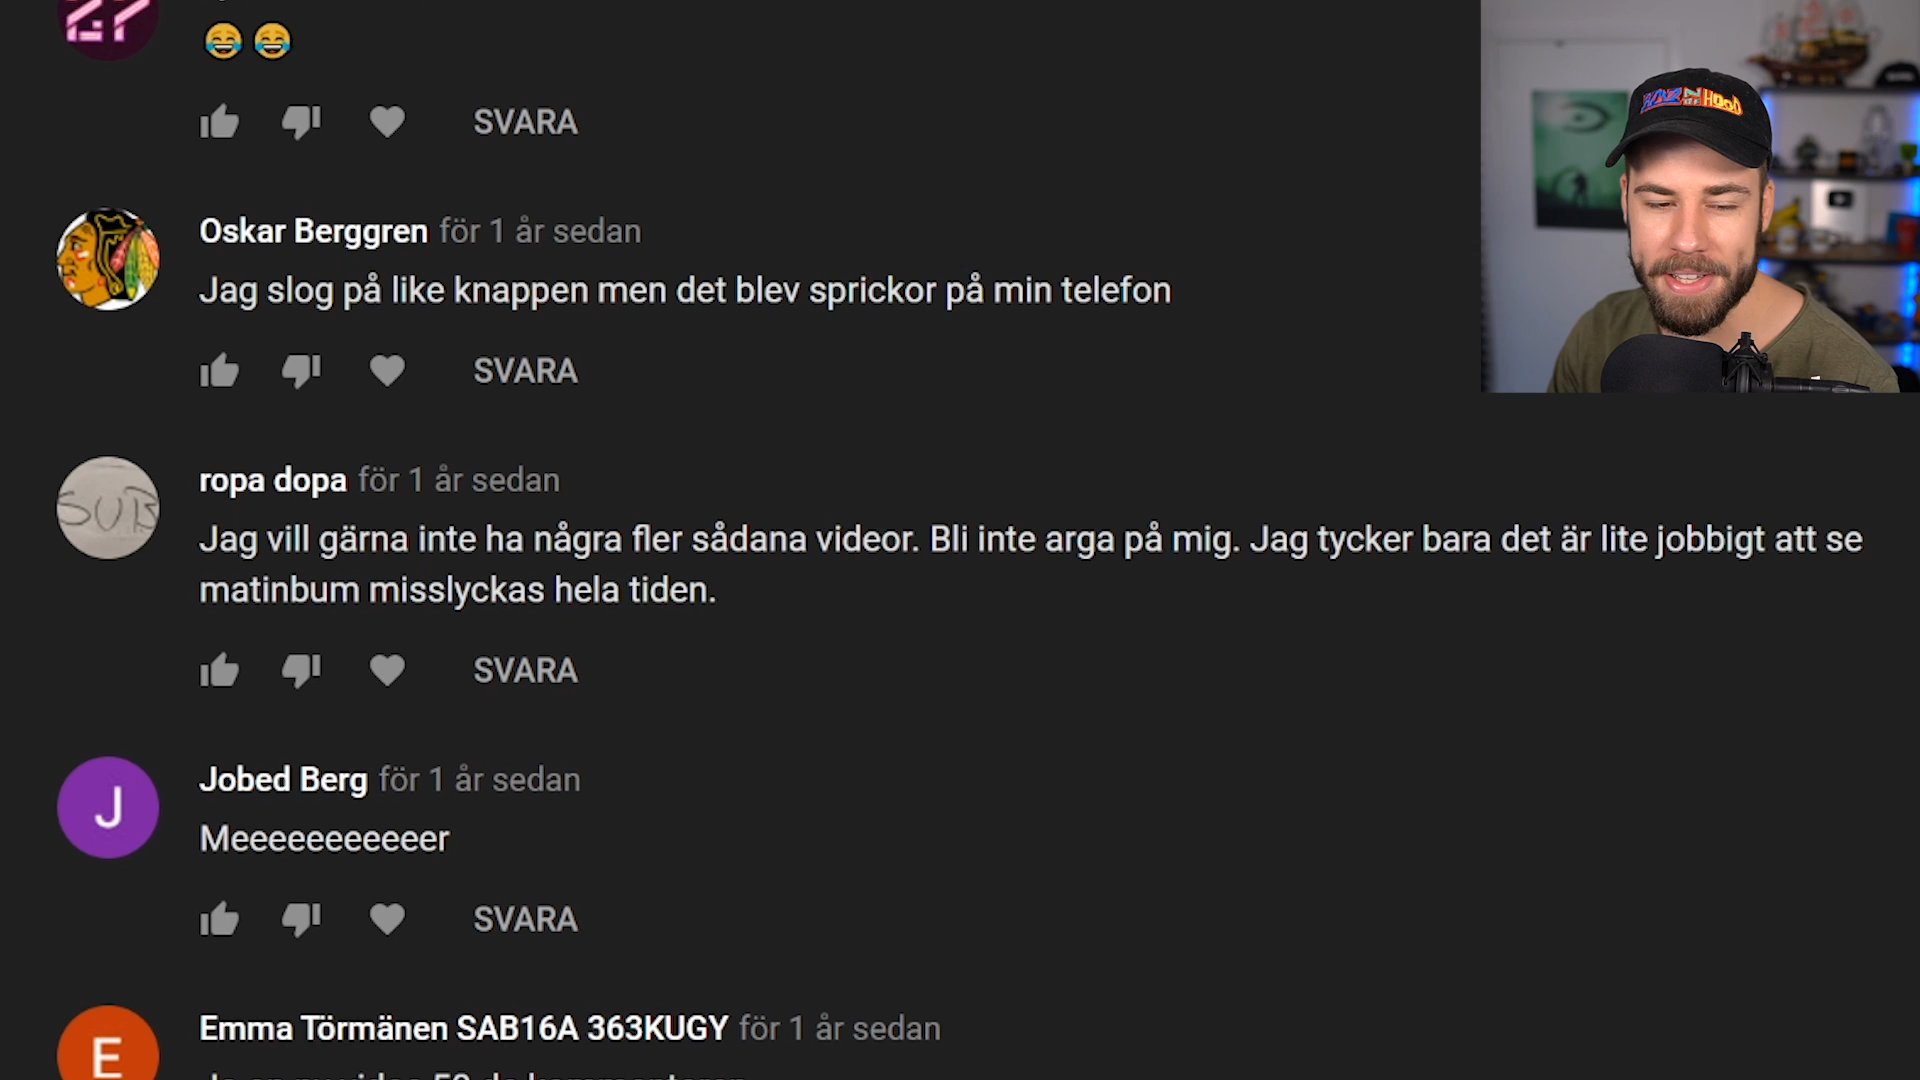 SVARA
Oskar Berggren för 1 år sedan
Jag slog på like knappen men det blev sprickor på min telefon
SVARA
ropa dopa för 1 år sedan
Jag vill gärna inte ha några fler sådana videor. Bli inte arga på mig. Jag tycker bara det är lite jobbigt att se
matinbum misslyckas hela tiden.
SVARA
Jobed Berg för 1 år sedan
Meeeeeeeeeeer
SVARA
Emma Törmänen SAB16A 363KUGY för 1 år sedan
SUB
J
E
HOOD